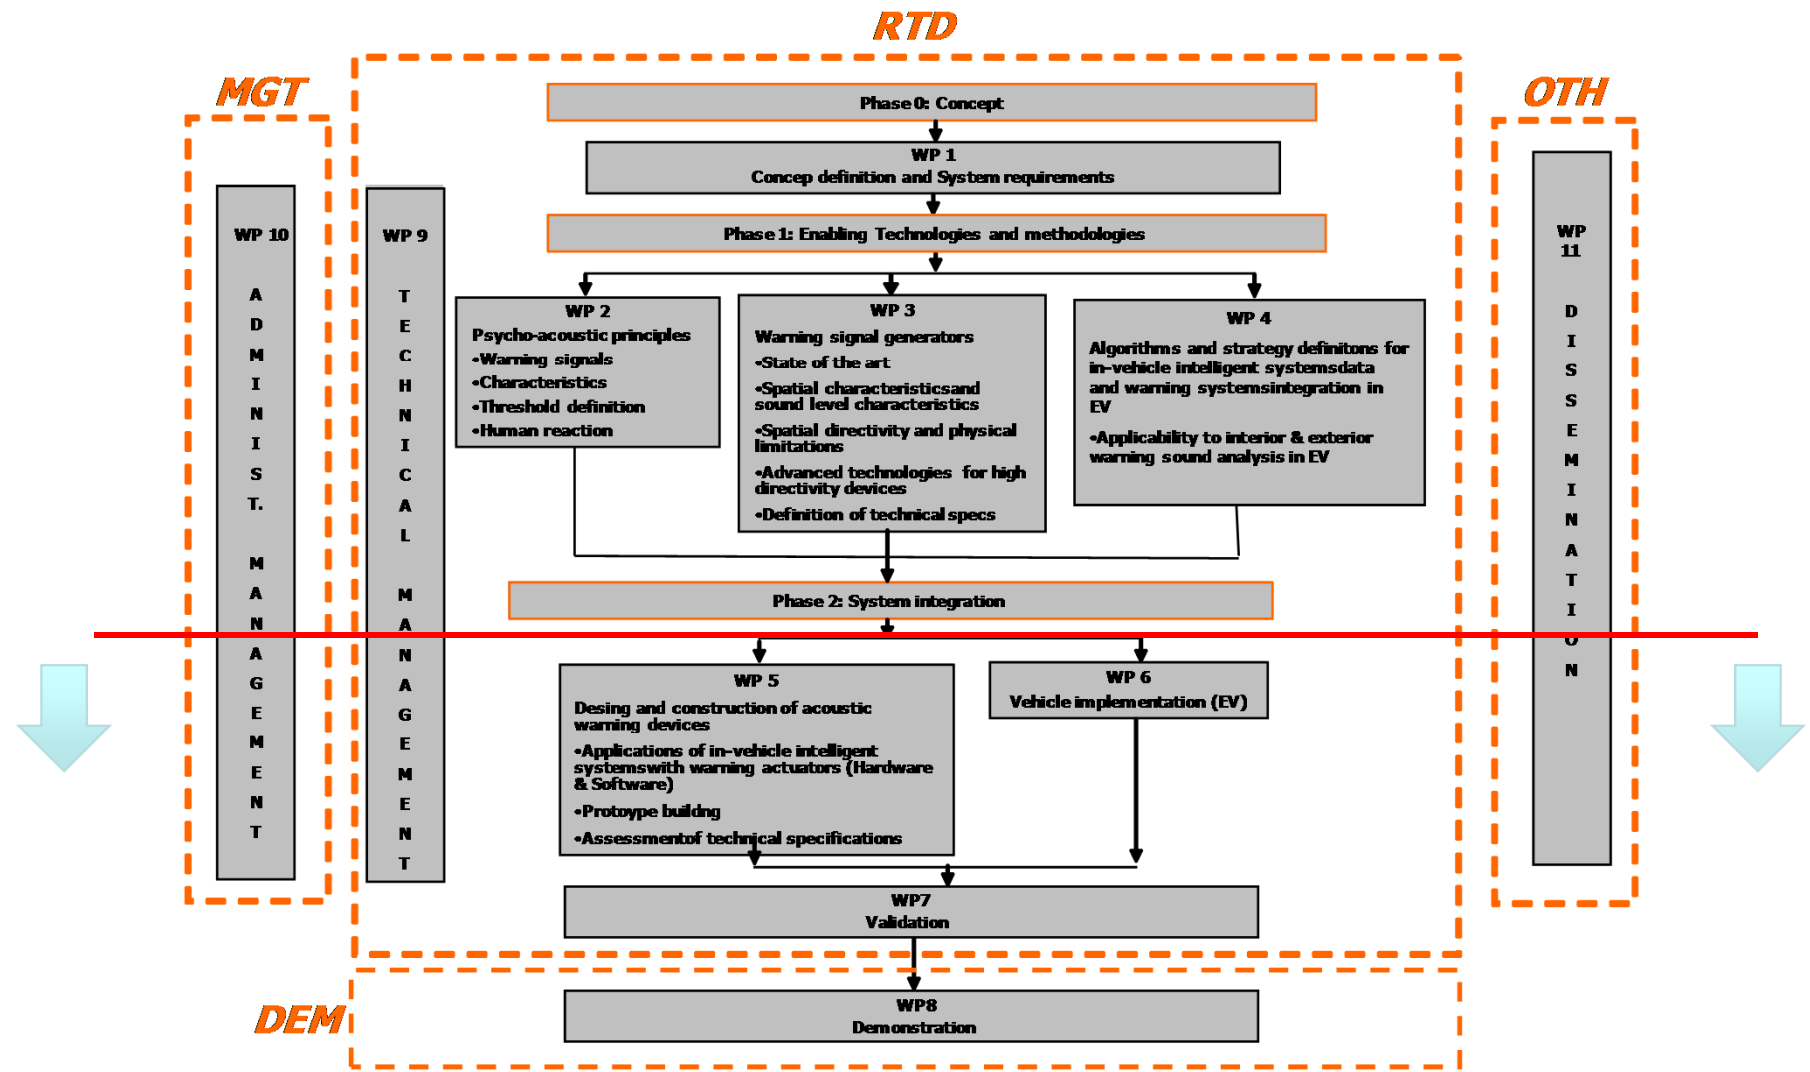 RTD
MGT
OTH
Phase 0: Concept
WP 1
Concep definition and System requirements
Phase 1: Enabling Technologies and methodologies
WP 10
ADMINIST. MANAGEMENT
WP 9
TECHNICAL MANAGEMENT
WP
11
DISSEMINATION
WP 2
Psycho-acoustic principles
•Warning signals
•Characteristics
•Threshold definition
•Human reaction
WP 3
Warning signal generators
•State of the art
•Spatial characteristicsand
sound level characteristics
•Spatial directivity and physical
limitations
•Advanced technologies for high
directivity devices
•Definition of technical specs
WP 4
Algorithms and strategy definitons for
in-vehicle intelligent systemsdata
and warning systemsintegration in
EV
•Applicability to interior & exterior
warning sound analysis in EV
Phase 2: System integration
WP 5
Desing and construction of acoustic
warning devices
•Applications of in-vehicle intelligent
systemswith warning actuators (Hardware
& Software)
•Protoype buildng
•Assessmentof technical specifications
WP 6
Vehicle implementation (EV)
WP7
Validation
DEM
WP8
Demonstration